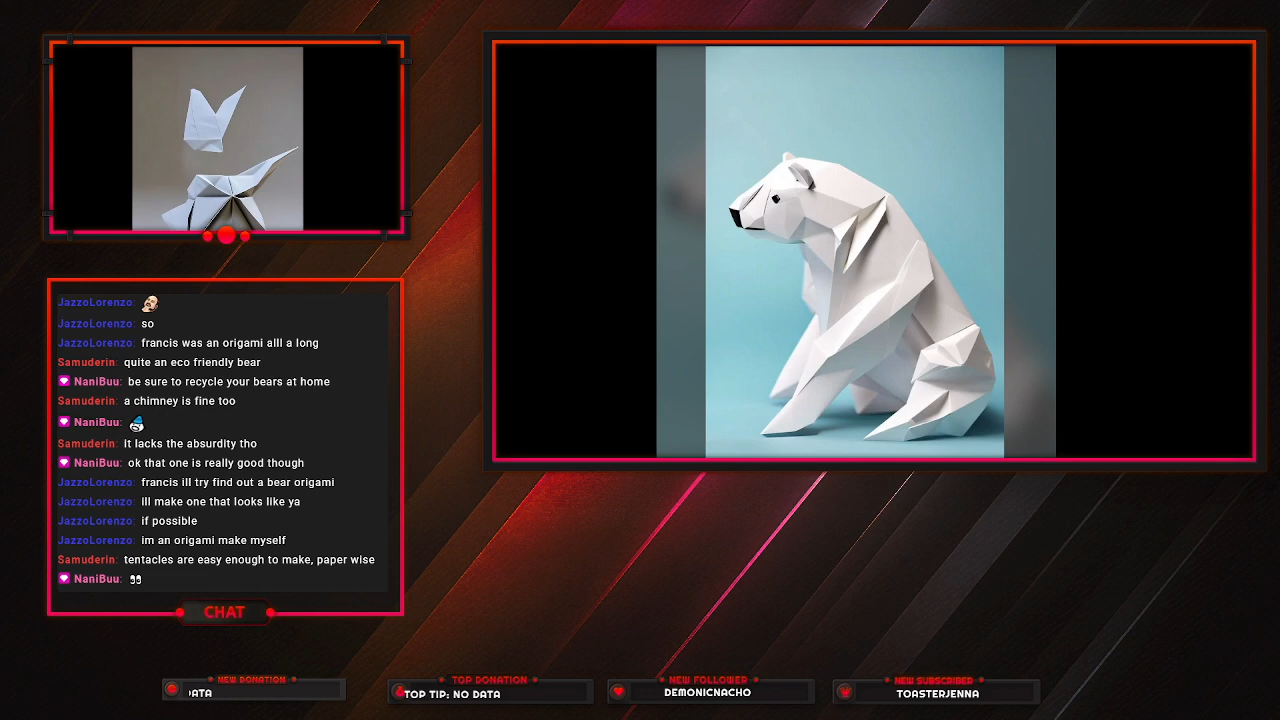 JazzoLorenzo:
JazzoLorenzo: so
JazzoLorenzo: francis was an origami alll a long
Samuderin: quite an eco friendly bear
NaniBuu: be sure to recycle your bears at home
Samuderin: a chimney is fine too
NaniBuu:
Samuderin: It lacks the absurdity tho
NaniBuu: ok that one is really good though
JazzoLorenzo: francis ill try find out a bear origami
JazzoLorenzo: ill make one that looks like ya
JazzoLorenzo: if possible
JazzoLorenzo: im an origami make myself
Samuderin: tentacles are easy enough to make, paper wise
NaniBuu:
CHAT
NEW DONATION
TOP DONATION
TOP TIP: NO DATA
NEW FOLLOWER
DEMONICNACHO
NEW SUBSCRIBER
TOASTERJENNA